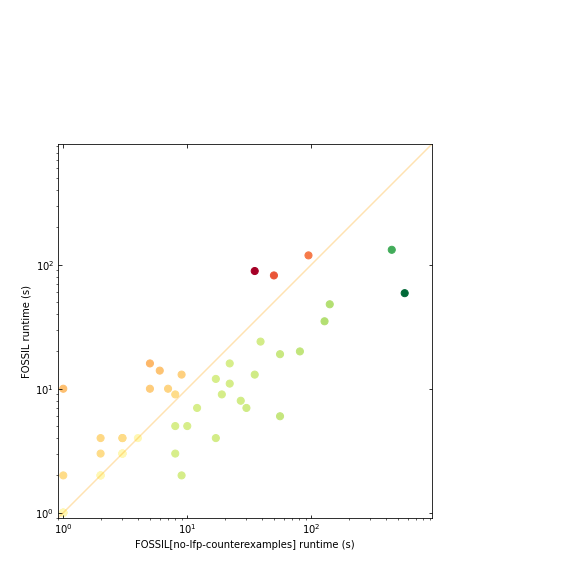 10²
10¹
10⁰
FOSSIL runtime (s)
10⁰ 10¹ 10²
FOSSIL[no-lfp-counterexamples] runtime (s)